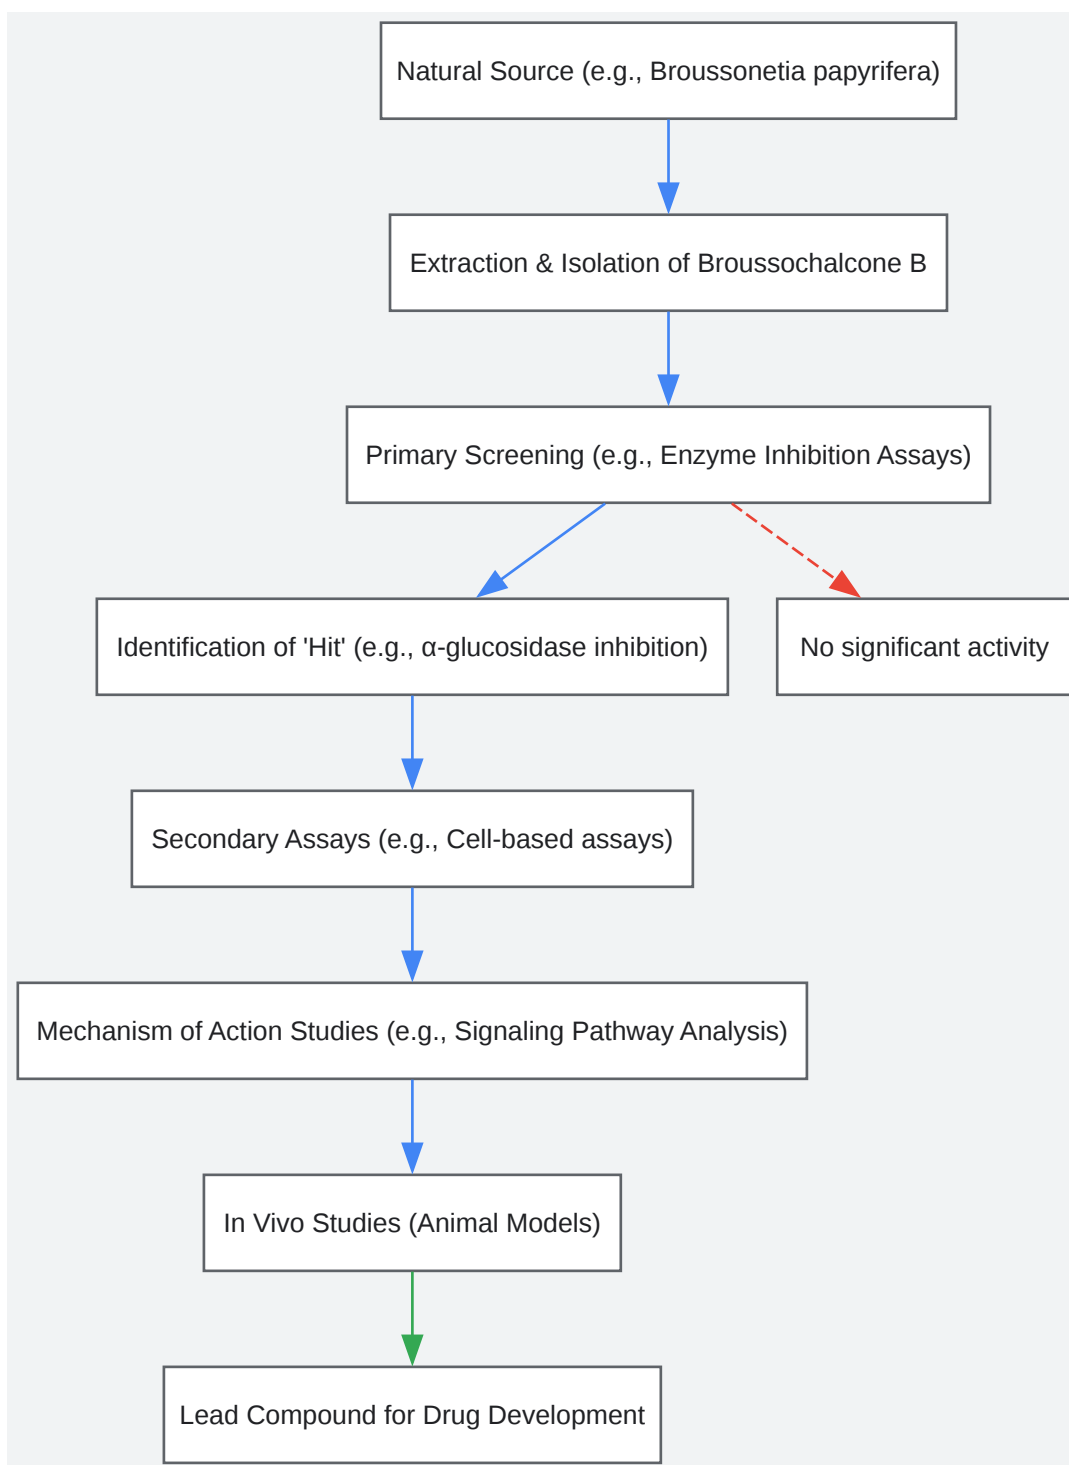 Natural Source (e.g., Broussonetia papyrifera)
Extraction & Isolation of Broussochalcone B
Primary Screening (e.g., Enzyme Inhibition Assays)
Identification of 'Hit' (e.g., α-glucosidase inhibition)
No significant activity
Secondary Assays (e.g., Cell-based assays)
Mechanism of Action Studies (e.g., Signaling Pathway Analysis)
In Vivo Studies (Animal Models)
Lead Compound for Drug Development